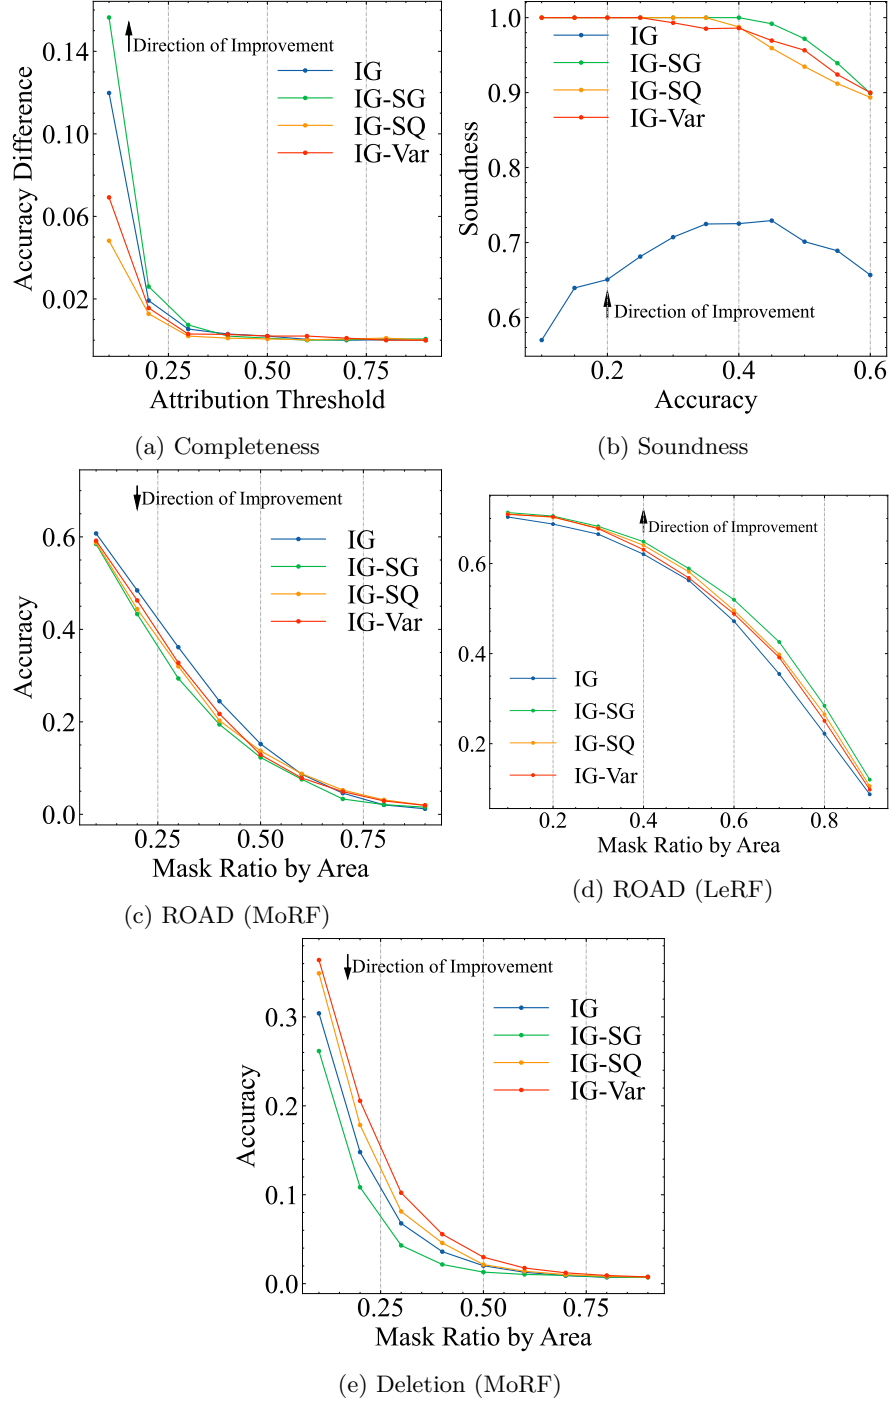 Direction of Improvement
IG
IG-SG
IG-SQ
IG-Var
0.15
0.10
0.06
0.02
Accuracy Difference
0.25
0.50
0.75
Attribution Threshold
(a) Completeness
1.0
0.9
0.8
0.7
0.6
Soundness
IG
IG-SG
IG-SQ
IG-Var
Direction of Improvement
0.2
0.4
0.6
Accuracy
(b) Soundness
Direction of Improvement
IG
IG-SG
IG-SQ
IG-Var
0.6
0.4
0.2
0.0
Accuracy
0.25
0.50
0.75
Mask Ratio by Area
(c) ROAD (MoRF)
Direction of Improvement
0.6
0.4
0.2
IG
IG-SG
IG-SQ
IG-Var
0.2
0.4
0.6
0.8
Mask Ratio by Area
(d) ROAD (LeRF)
Direction of Improvement
IG
IG-SG
IG-SQ
IG-Var
0.3
0.2
0.1
0.0
Accuracy
0.25
0.50
0.75
Mask Ratio by Area
(e) Deletion (MoRF)